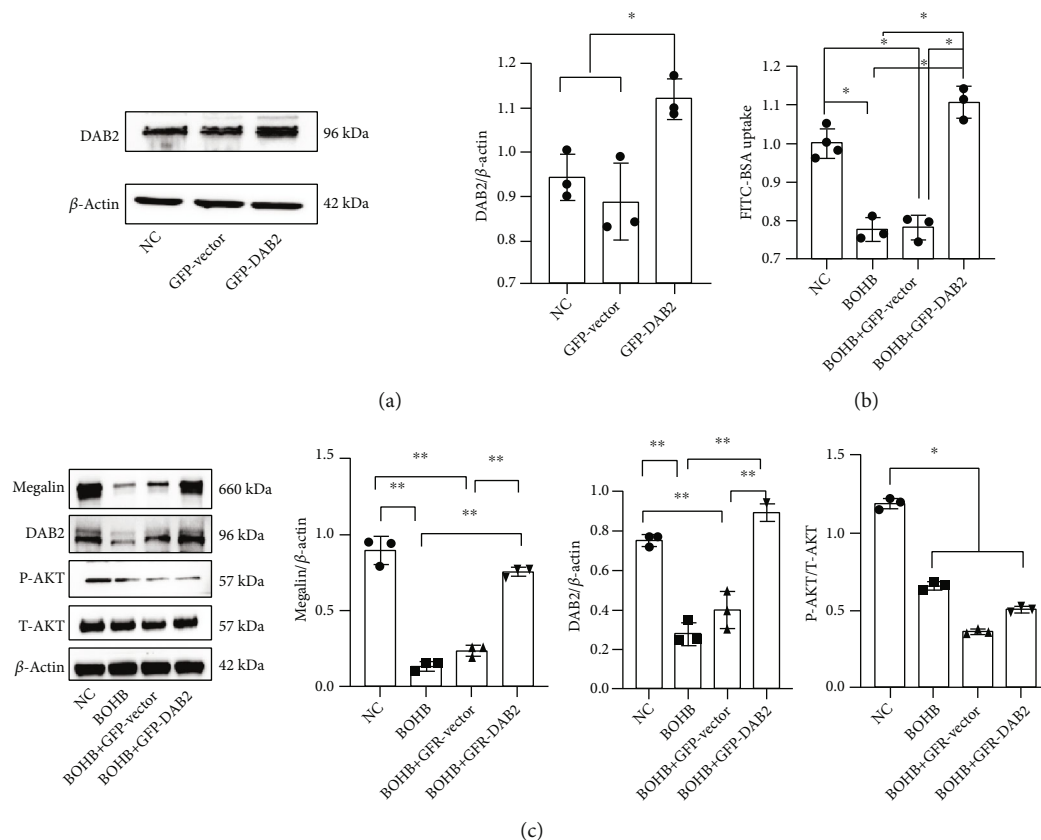 DAB2
96 kDa
β-Actin
42 kDa
NC
GFP-vector
GFP-DAB2
(a)
DAB2/β-actin
1.2
1.1
1.0
0.9
0.8
0.7
*
NC
GFP-vector
GFP-DAB2
(b)
FITC-BSA uptake
1.2
1.1
1.0
0.9
0.8
0.7
*
*
*
*
*
NC
BOHB
BOHB+GFP-vector
BOHB+GFP-DAB2
Megalin
660 kDa
DAB2
96 kDa
P-AKT
57 kDa
T-AKT
57 kDa
β-Actin
42 kDa
NC
BOHB
BOHB+GFP-vector
BOHB+GFP-DAB2
Megalin/β-actin
1.5
1.0
0.5
0.0
**
**
**
**
NC
BOHB
BOHB+GFR-vector
BOHB+GFR-DAB2
DAB2/β-actin
1.0
0.8
0.6
0.4
0.2
0.0
**
**
**
**
NC
BOHB
BOHB+GFP-vector
BOHB+GFP-DAB2
P-AKT/T-AKT
1.5
1.0
0.5
0.0
*
NC
BOHB
BOHB+GFR-vector
BOHB+GFR-DAB2
(c)